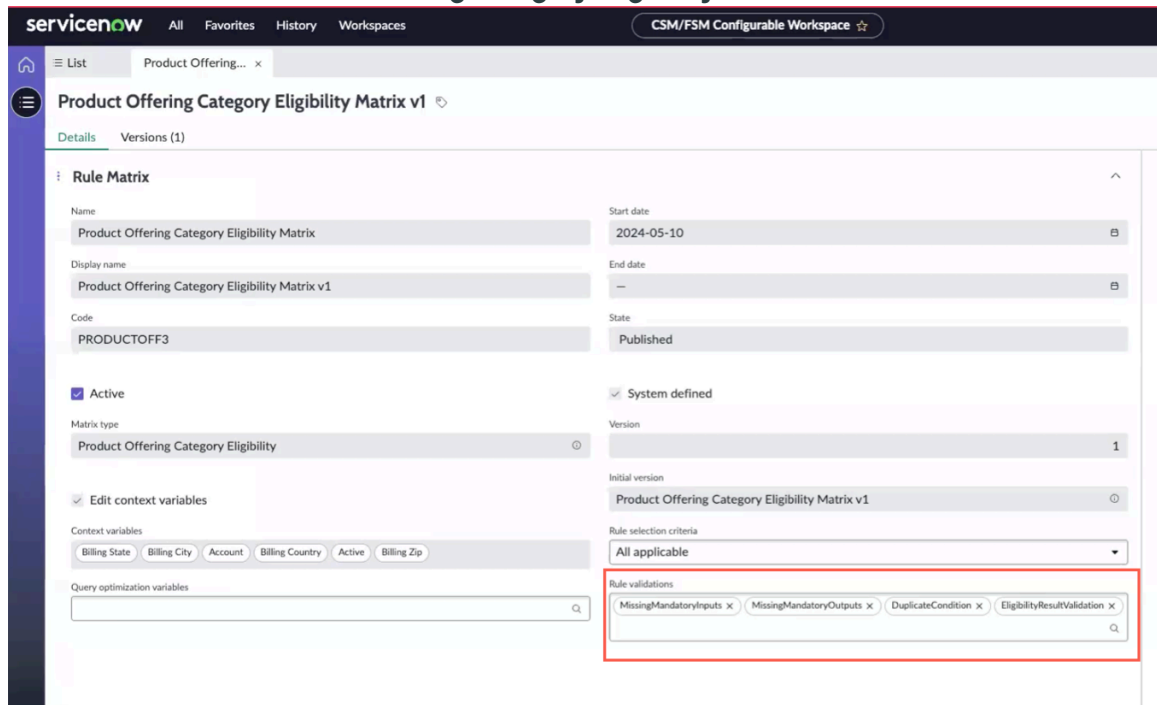 servicenow All Favorites History Workspaces CSM/FSM Configurable Workspace
List Product Offering... ×
Product Offering Category Eligibility Matrix v1
Details Versions (1)
Rule Matrix
Name
Product Offering Category Eligibility Matrix
Start date
2024-05-10
Display name
Product Offering Category Eligibility Matrix v1
End date
—
Code
PRODUCTOFF3
State
Published
Active
System defined
Matrix type
Product Offering Category Eligibility
Version
1
Edit context variables
Initial version
Product Offering Category Eligibility Matrix v1
Context variables
Billing State Billing City Account Billing Country Active Billing Zip
Rule selection criteria
All applicable
Query optimization variables
Rule validations
MissingMandatoryInputs × MissingMandatoryOutputs × DuplicateCondition × EligibilityResultValidation ×